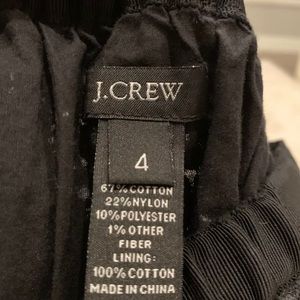 J.CREW
4
67%COTTON
22%NYLON
10%POLYESTER
1%OTHER
FIBER
LINING:
100%COTTON
MADE IN CHINA